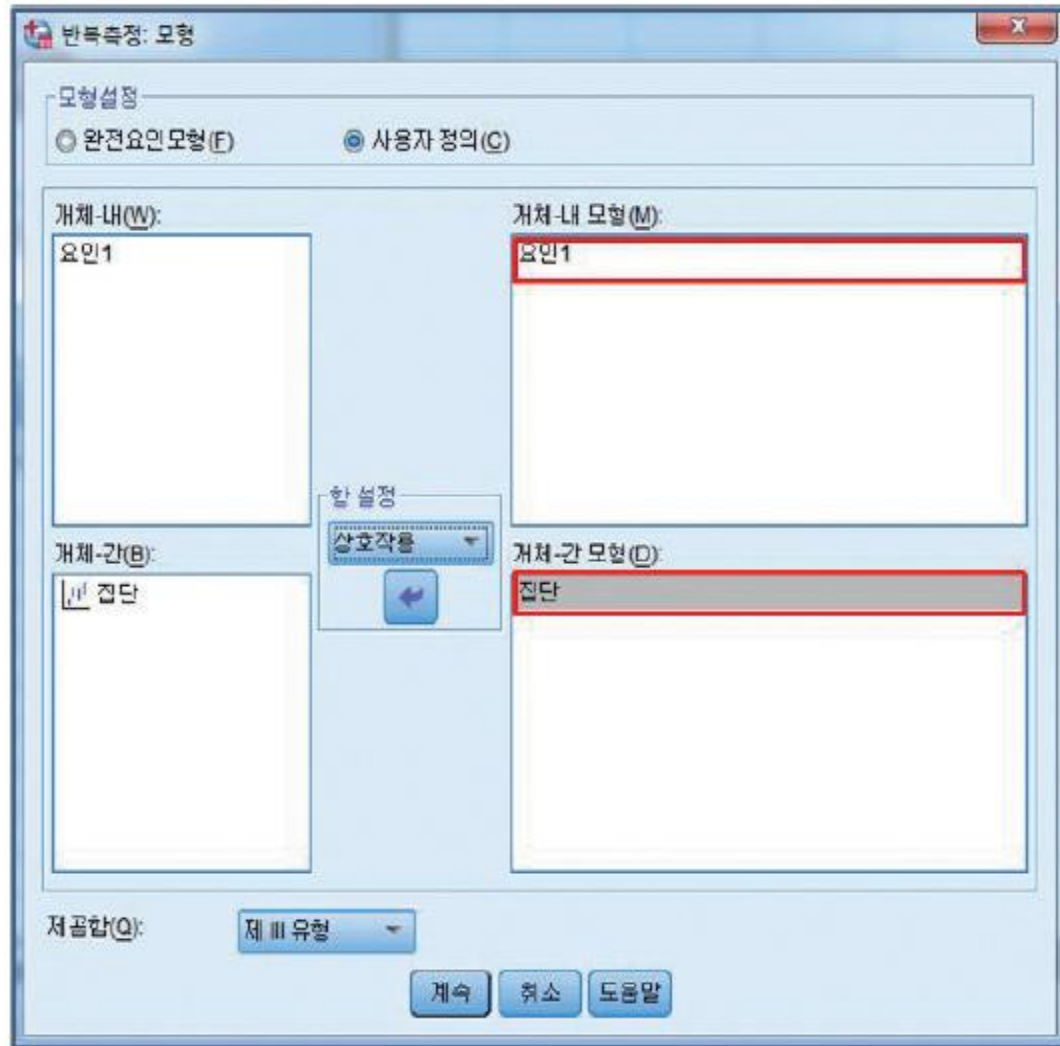 반복측정: 모형
모형설정
완전요인모형(F)
사용자 정의(C)
개체-내(W):
요인1
개체-내 모형(M):
요인1
항 설정
상호작용
개체-간(B):
집단
개체-간 모형(D):
집단
제곱합(Q):
제 III 유형
계속
취소
도움말